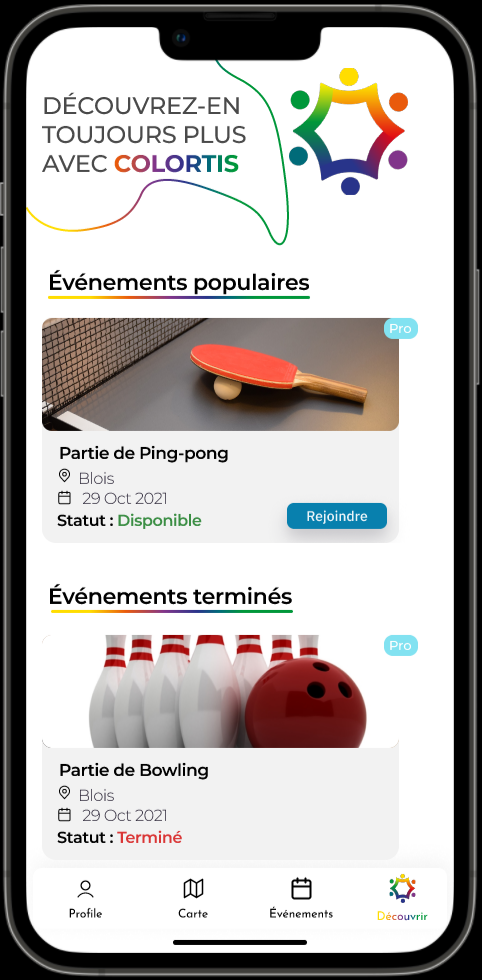 DÉCOUVREZ-EN
TOUJOURS PLUS
AVEC COLORTIS
Événements populaires
Pro
Partie de Ping-pong
Blois
29 Oct 2021
Statut : Disponible
Rejoindre
Événements terminés
Pro
Partie de Bowling
Blois
29 Oct 2021
Statut : Terminé
Profile
Carte
Événements
Découvrir